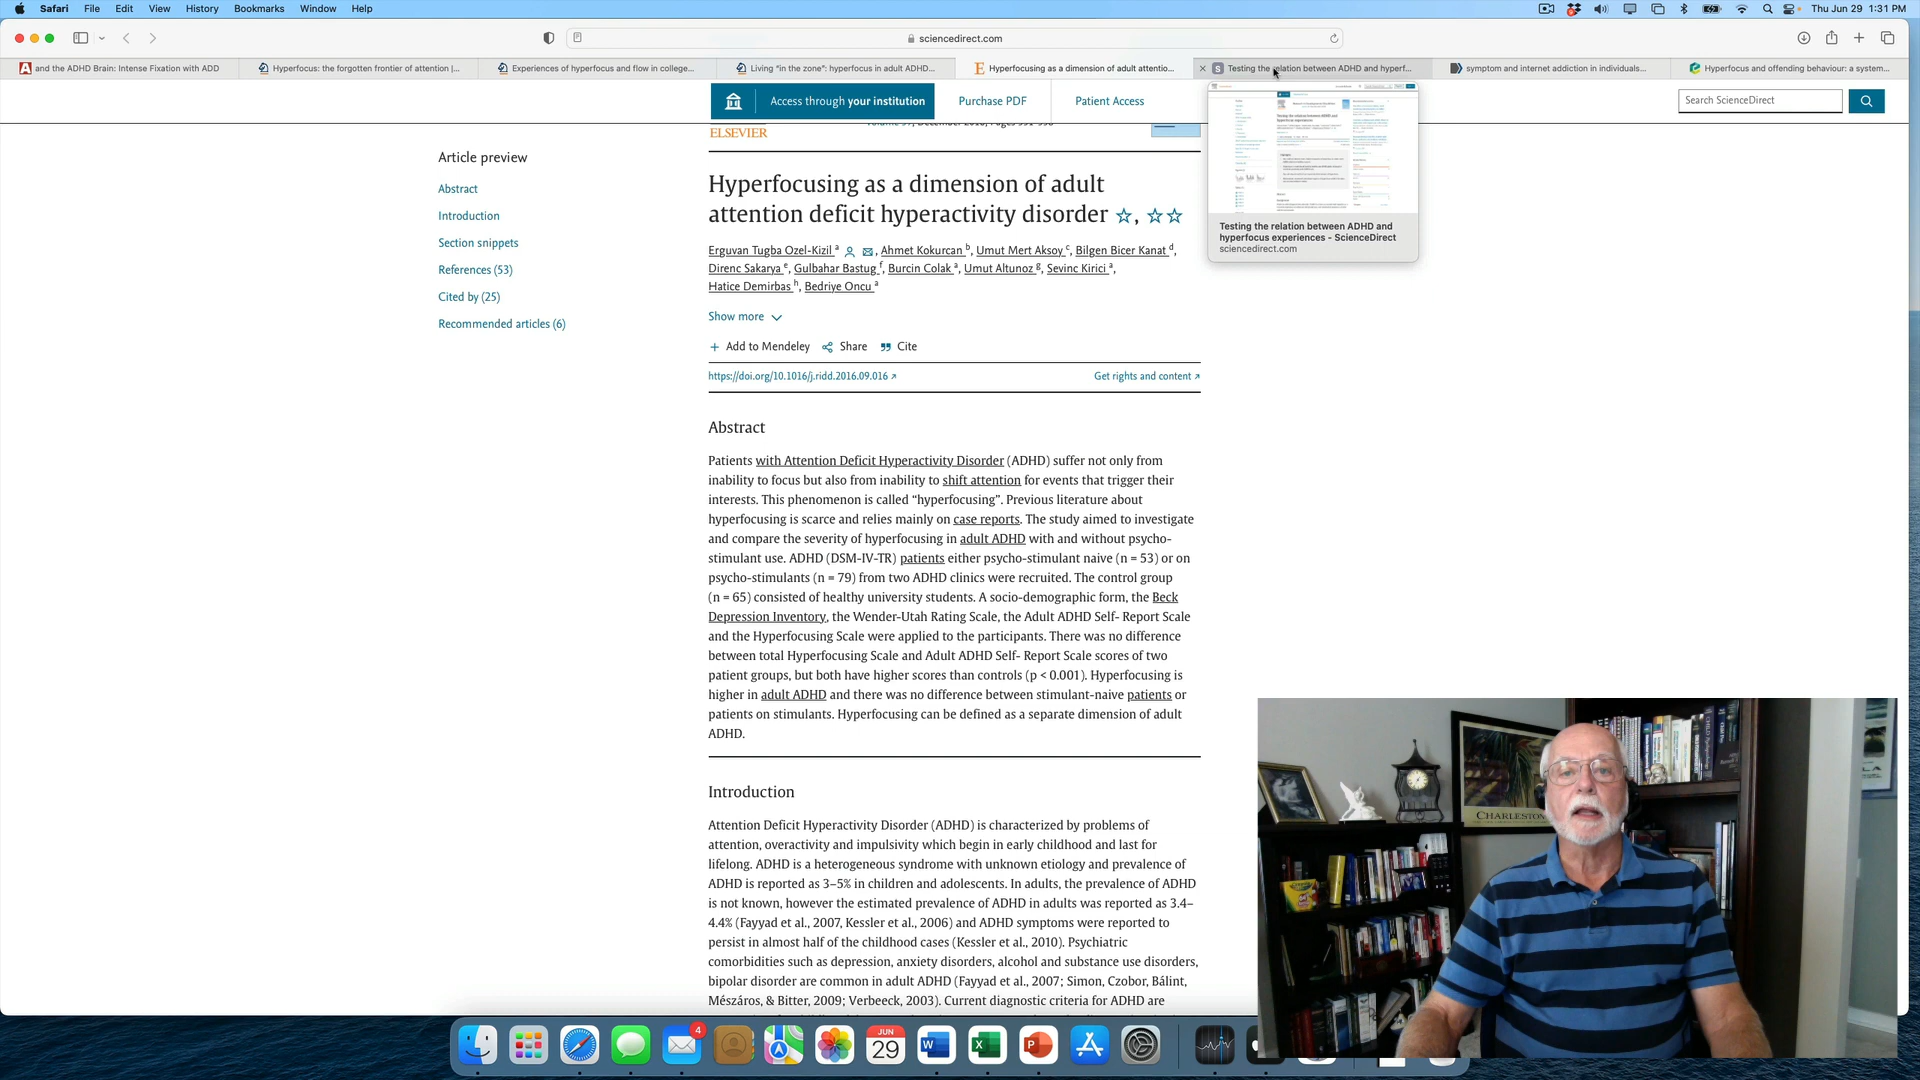 Safari File Edit View History Bookmarks Window Help
Thu Jun 29 1:31 PM
sciencedirect.com
and the ADHD Brain: Intense Fixation with ADD
Hyperfocus: the forgotten frontier of attention |...
Experiences of hyperfocus and flow in college...
Living "in the zone": hyperfocus in adult ADHD...
Hyperfocusing as a dimension of adult attentio...
Testing the relation between ADHD and hyperf...
symptom and internet addiction in individuals...
Hyperfocus and offending behaviour: a system...
Access through your institution
Purchase PDF
Patient Access
Search ScienceDirect
ELSEVIER
Article preview
Abstract
Introduction
Section snippets
References (53)
Cited by (25)
Recommended articles (6)
Hyperfocusing as a dimension of adult
attention deficit hyperactivity disorder ☆, ☆☆
Erguvan Tugba Ozel-Kizil a, Ahmet Kokurcan b, Umut Mert Aksoy c, Bilgen Bicer Kanat d,
Direnc Sakarya e, Gulbahar Bastug f, Burcin Colak a, Umut Altunoz g, Sevinc Kirici a,
Hatice Demirbas h, Bedriye Oncu a
Show more
Add to Mendeley Share Cite
https://doi.org/10.1016/j.ridd.2016.09.016 Get rights and content
Testing the relation between ADHD and
hyperfocus experiences - ScienceDirect
sciencedirect.com
Abstract
Patients with Attention Deficit Hyperactivity Disorder (ADHD) suffer not only from
inability to focus but also from inability to shift attention for events that trigger their
interests. This phenomenon is called “hyperfocusing”. Previous literature about
hyperfocusing is scarce and relies mainly on case reports. The study aimed to investigate
and compare the severity of hyperfocusing in adult ADHD with and without psycho-
stimulant use. ADHD (DSM-IV-TR) patients either psycho-stimulant naive (n = 53) or on
psycho-stimulants (n = 79) from two ADHD clinics were recruited. The control group
(n = 65) consisted of healthy university students. A socio-demographic form, the Beck
Depression Inventory, the Wender-Utah Rating Scale, the Adult ADHD Self- Report Scale
and the Hyperfocusing Scale were applied to the participants. There was no difference
between total Hyperfocusing Scale and Adult ADHD Self- Report Scale scores of two
patient groups, but both have higher scores than controls (p < 0.001). Hyperfocusing is
higher in adult ADHD and there was no difference between stimulant-naive patients or
patients on stimulants. Hyperfocusing can be defined as a separate dimension of adult
ADHD.
Introduction
Attention Deficit Hyperactivity Disorder (ADHD) is characterized by problems of
attention, overactivity and impulsivity which begin in early childhood and last for
lifelong. ADHD is a heterogeneous syndrome with unknown etiology and prevalence of
ADHD is reported as 3–5% in children and adolescents. In adults, the prevalence of ADHD
is not known, however the estimated prevalence of ADHD in adults was reported as 3.4–
4.4% (Fayyad et al., 2007, Kessler et al., 2006) and ADHD symptoms were reported to
persist in almost half of the childhood cases (Kessler et al., 2010). Psychiatric
comorbidities such as depression, anxiety disorders, alcohol and substance use disorders,
bipolar disorder are common in adult ADHD (Fayyad et al., 2007; Simon, Czobor, Bálint,
Mészáros, & Bitter, 2009; Verbeeck, 2003). Current diagnostic criteria for ADHD are
CHARLESTON
4
JUN
29